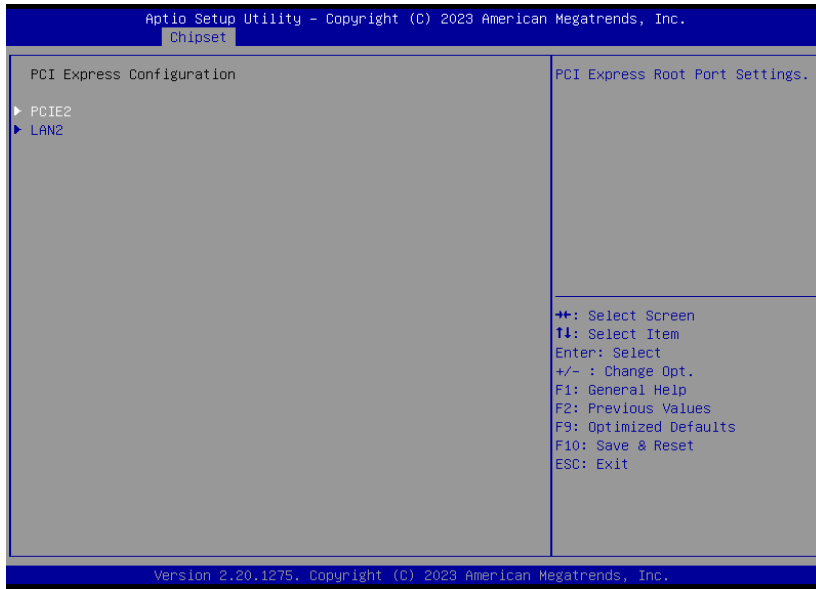 Aptio Setup Utility – Copyright (C) 2023 American Megatrends, Inc.
Chipset
PCI Express Configuration
PCI Express Root Port Settings.
▶ PCIE2
▶ LAN2
→←: Select Screen
↑↓: Select Item
Enter: Select
+/- : Change Opt.
F1: General Help
F2: Previous Values
F9: Optimized Defaults
F10: Save & Reset
ESC: Exit
Version 2.20.1275. Copyright (C) 2023 American Megatrends, Inc.